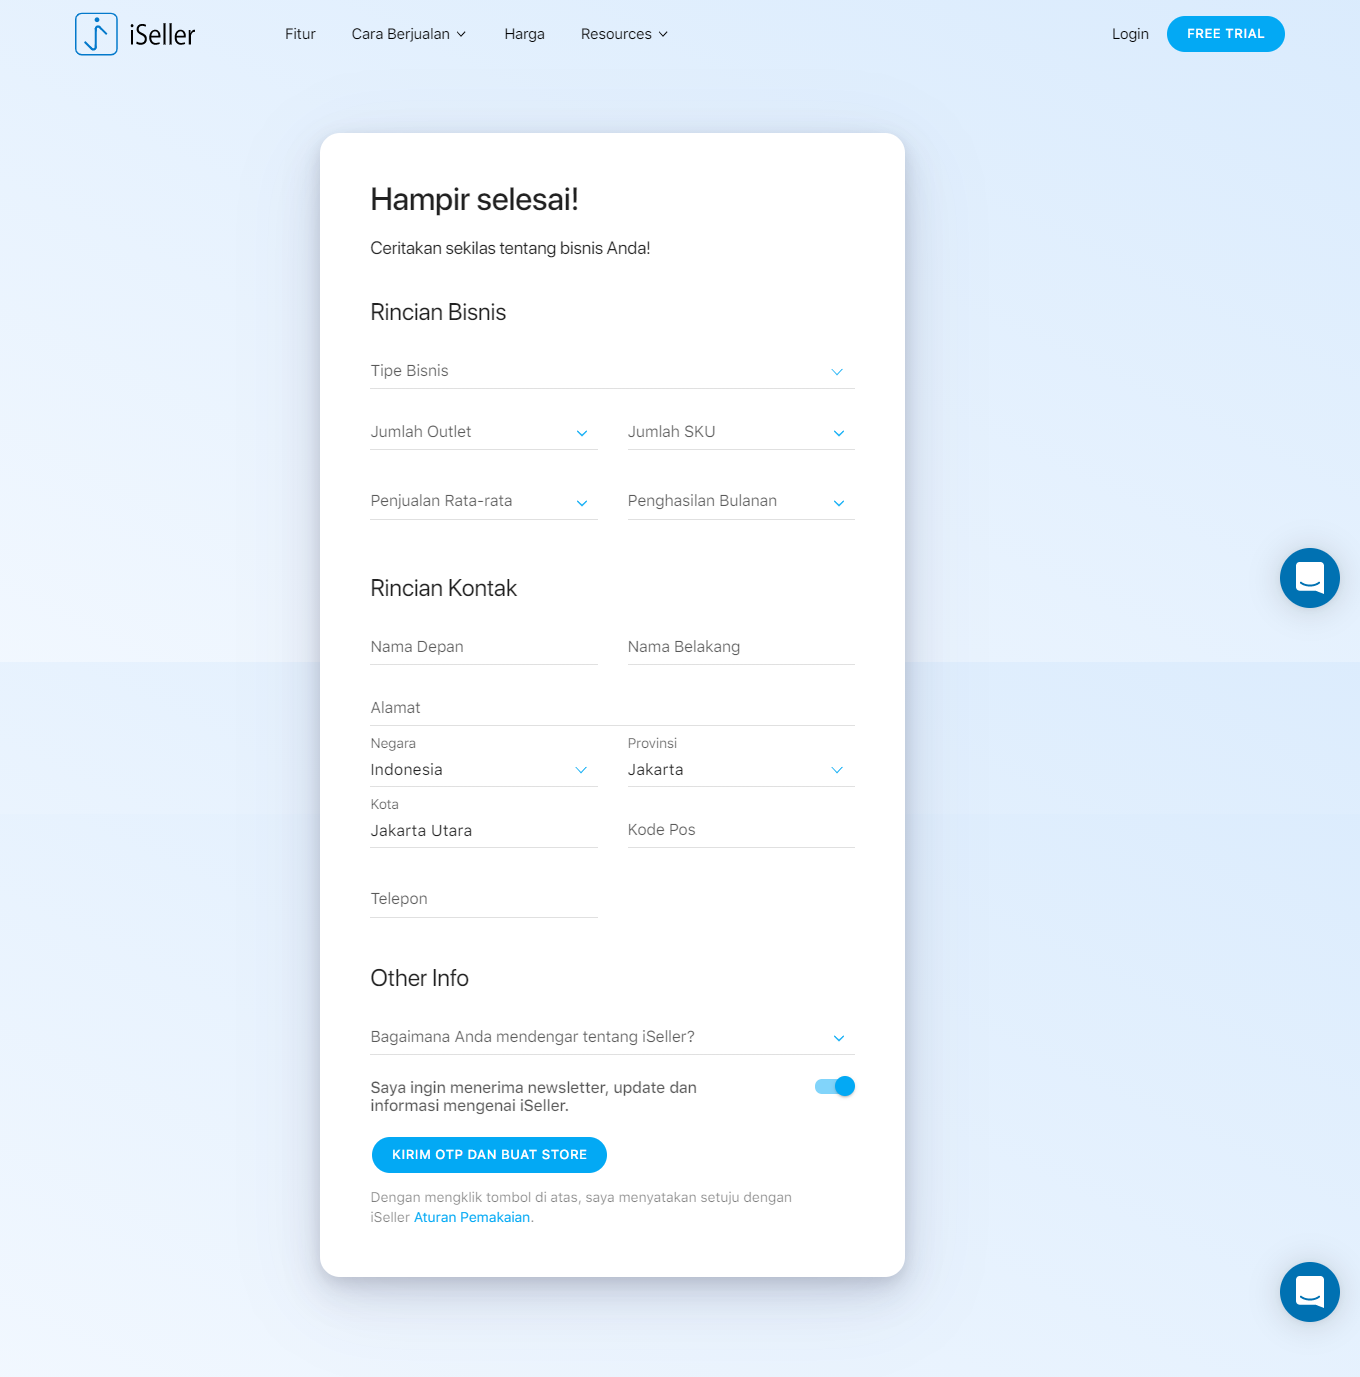 iSeller
Fitur
Cara Berjualan
Harga
Resources
Login
FREE TRIAL
Hampir selesai!
Ceritakan sekilas tentang bisnis Anda!
Rincian Bisnis
Tipe Bisnis
Jumlah Outlet
Jumlah SKU
Penjualan Rata-rata
Penghasilan Bulanan
Rincian Kontak
Nama Depan
Nama Belakang
Alamat
Negara
Provinsi
Indonesia
Jakarta
Kota
Jakarta Utara
Kode Pos
Telepon
Other Info
Bagaimana Anda mendengar tentang iSeller?
Saya ingin menerima newsletter, update dan
informasi mengenai iSeller.
KIRIM OTP DAN BUAT STORE
Dengan mengklik tombol di atas, saya menyatakan setuju dengan
iSeller Aturan Pemakaian.